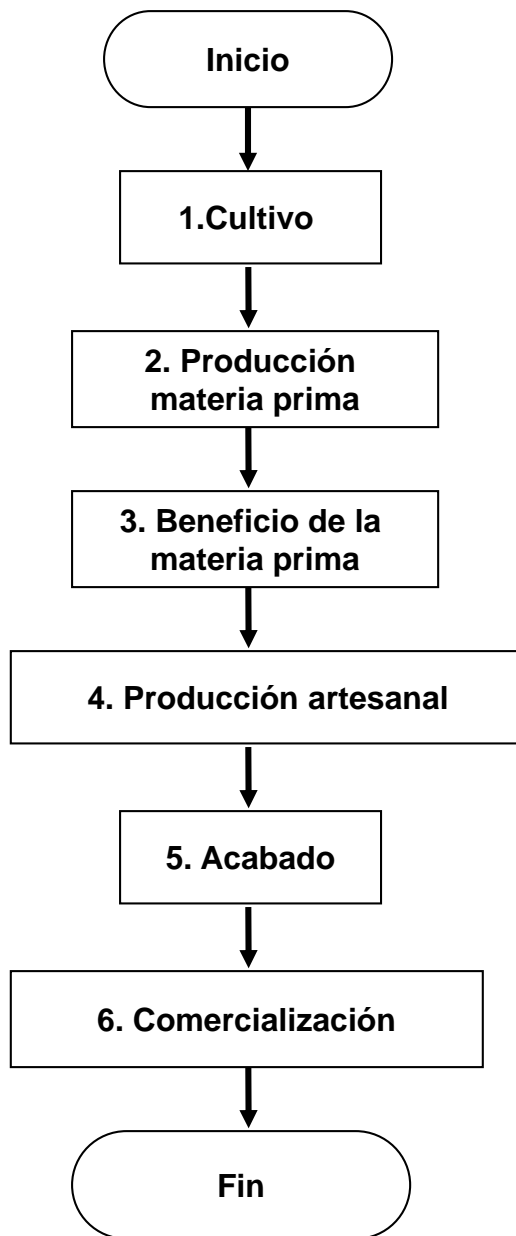 Inicio
1.Cultivo
2. Producción
materia prima
3. Beneficio de la
materia prima
4. Producción artesanal
5. Acabado
6. Comercialización
Fin